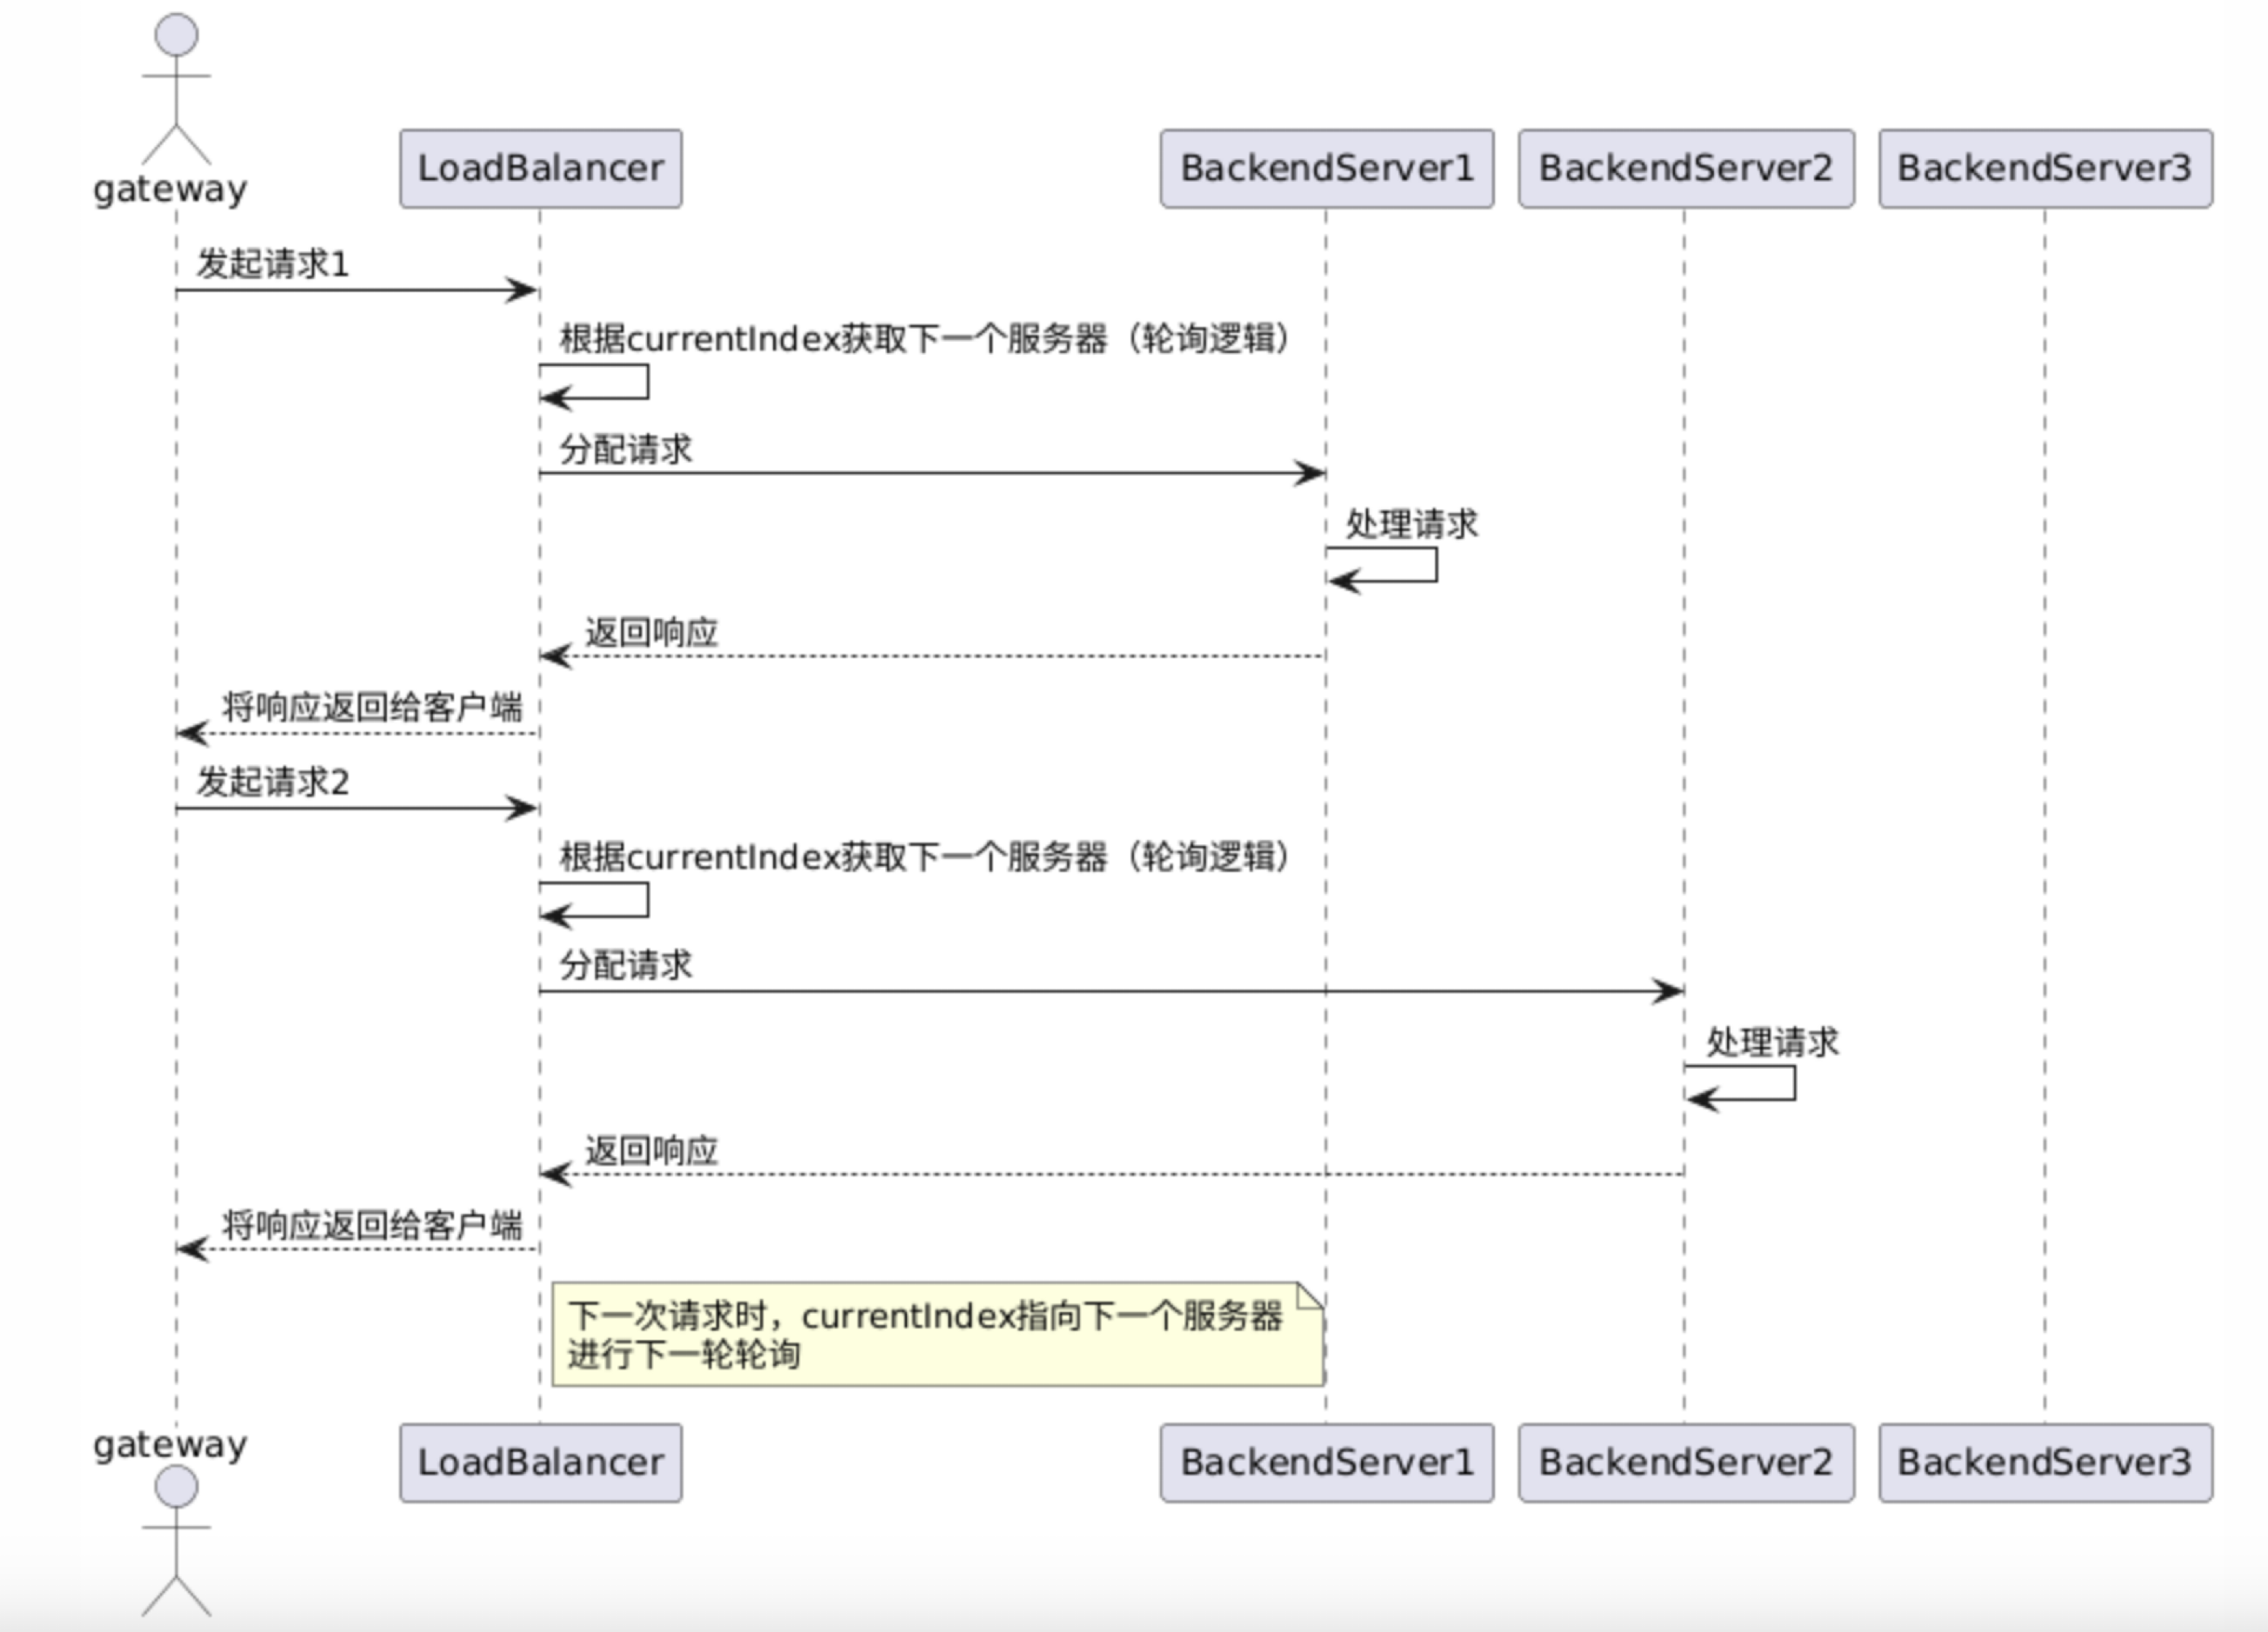 gateway
LoadBalancer
BackendServer1
BackendServer2
BackendServer3
发起请求1
根据currentIndex获取下一个服务器（轮询逻辑）
分配请求
处理请求
返回响应
将响应返回给客户端
发起请求2
根据currentIndex获取下一个服务器（轮询逻辑）
分配请求
处理请求
返回响应
将响应返回给客户端
下一次请求时，currentIndex指向下一个服务器
进行下一轮轮询
gateway
LoadBalancer
BackendServer1
BackendServer2
BackendServer3